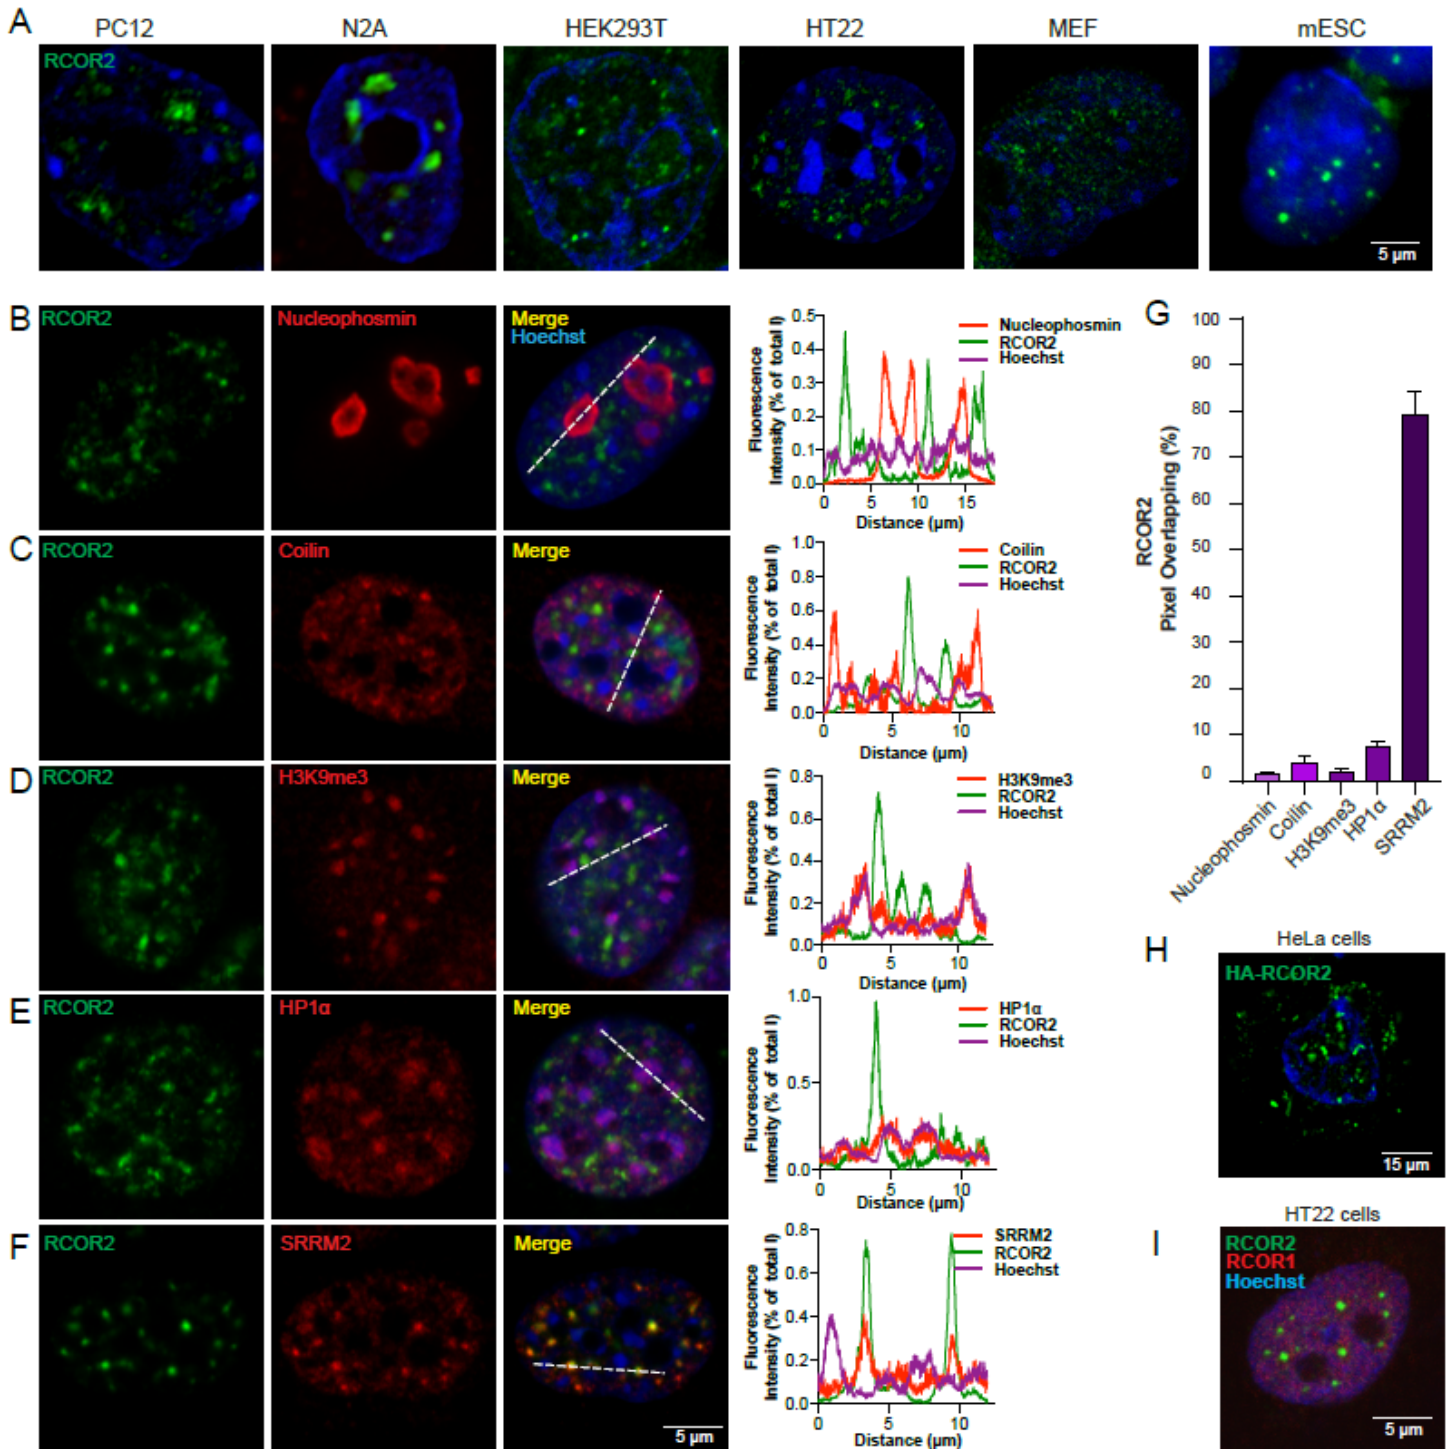 A
PC12 N2A HEK293T HT22 MEF mESC
RCOR2
5 µm
B
RCOR2 Nucleophosmin Merge
Hoechst
Fluorescence
Intensity (% of total I)
0.5
0.4
0.3
0.2
0.1
0.0
0 5 10 15
Distance (µm)
Nucleophosmin
RCOR2
Hoechst
C
RCOR2 Coilin Merge
Fluorescence
Intensity (% of total I)
1.0
0.8
0.6
0.4
0.2
0.0
0 5 10
Distance (µm)
Coilin
RCOR2
Hoechst
D
RCOR2 H3K9me3 Merge
Fluorescence
Intensity (% of total I)
0.8
0.6
0.4
0.2
0.0
0 5 10
Distance (µm)
H3K9me3
RCOR2
Hoechst
E
RCOR2 HP1α Merge
Fluorescence
Intensity (% of total I)
1.0
0.5
0.0
0 5 10
Distance (µm)
HP1α
RCOR2
Hoechst
F
RCOR2 SRRM2 Merge
5 µm
Fluorescence
Intensity (% of total I)
0.8
0.6
0.4
0.2
0.0
0 5 10
Distance (µm)
SRRM2
RCOR2
Hoechst
G
RCOR2
Pixel Overlapping (%)
100
90
80
70
60
50
40
30
20
10
0
Nucleophosmin
Coilin
H3K9me3
HP1α
SRRM2
H
HeLa cells
HA-RCOR2
15 µm
I
HT22 cells
RCOR2
RCOR1
Hoechst
5 µm